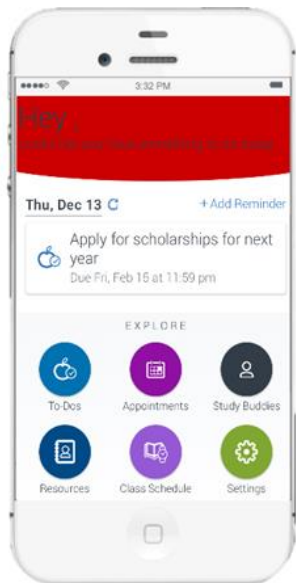 3:32 PM
Hey ,
Thu, Dec 13
+ Add Reminder
Apply for scholarships for next
year
Due Fri, Feb 15 at 11:59 pm
EXPLORE
To-Dos
Appointments
Study Buddies
Resources
Class Schedule
Settings